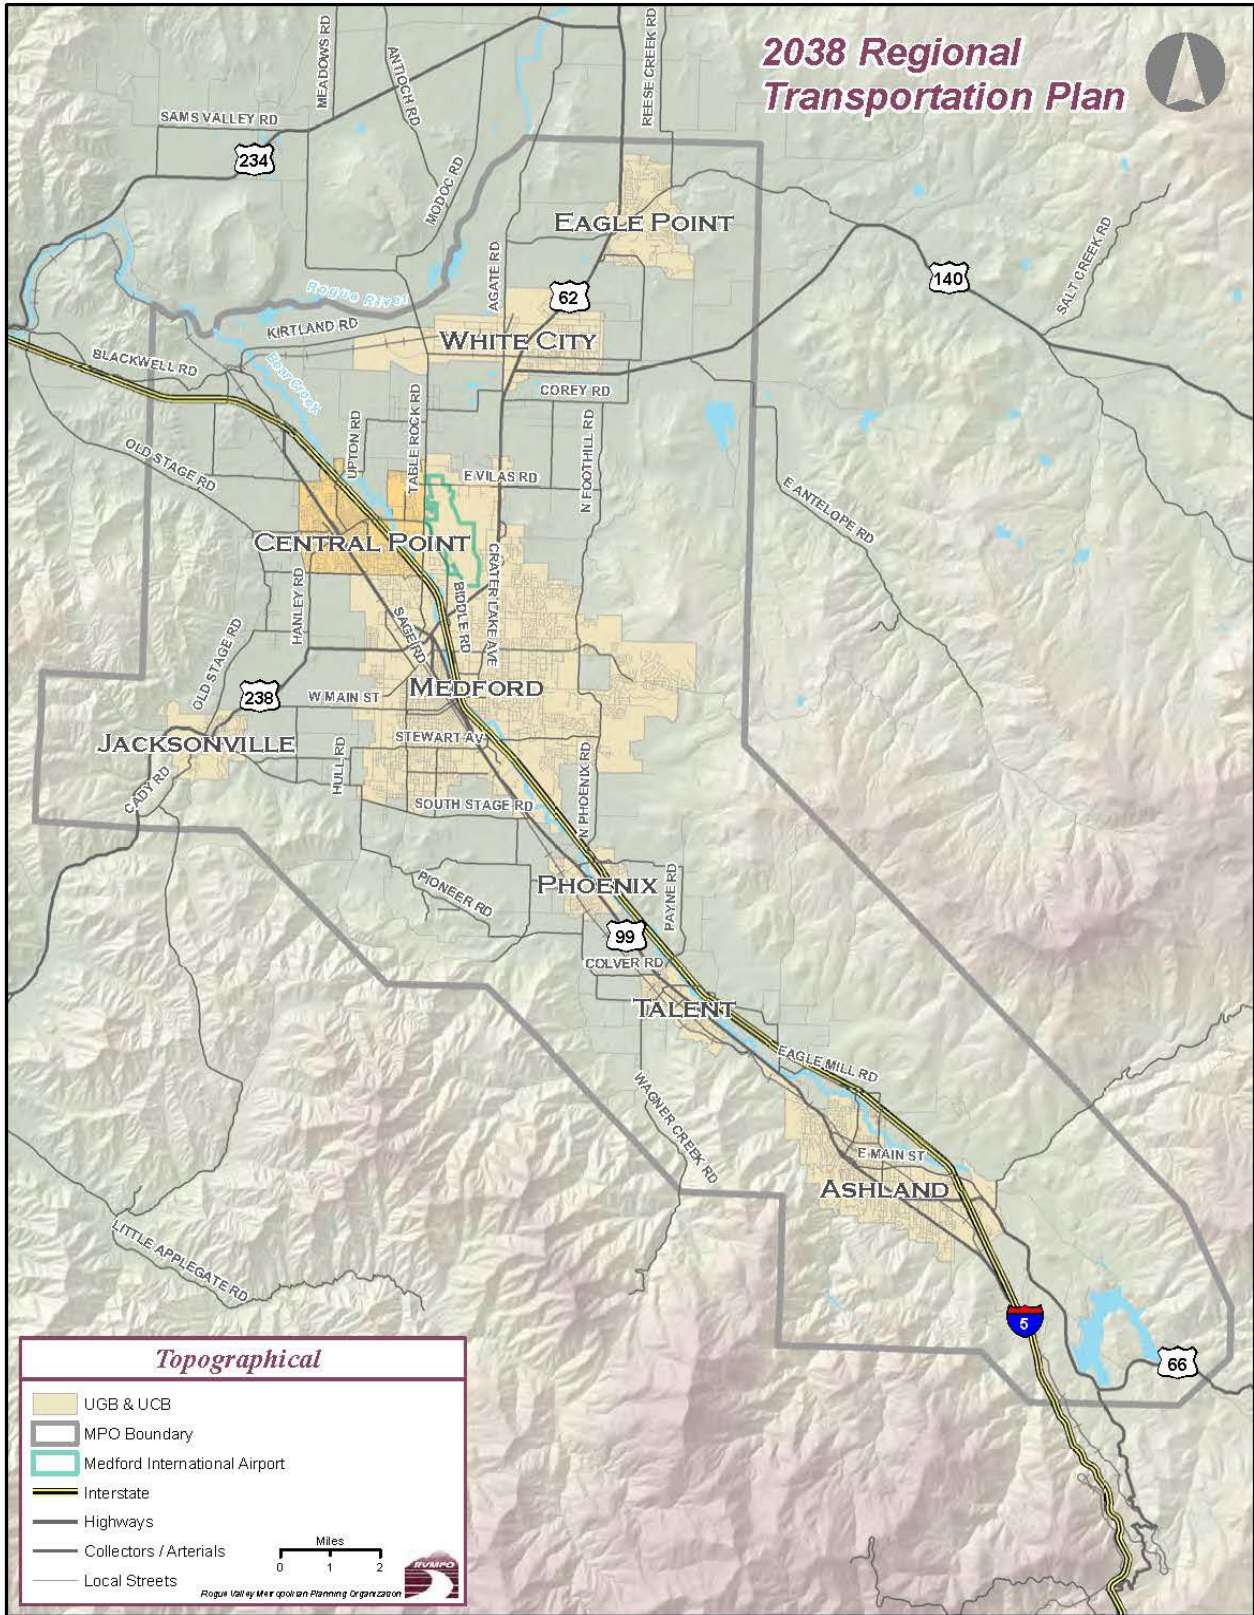 2038 Regional
Transportation Plan
MEADOWS RD
ANTIOCH RD
REESE CREEK RD
SAMS VALLEY RD
234
MODOC RD
EAGLE POINT
SALT CREEK RD
AGATE RD
140
62
Rogue River
KIRTLAND RD
WHITE CITY
BLACKWELL RD
Bear Creek
COREY RD
TABLE ROCK RD
UPTON RD
N FOOTHILL RD
OLD STAGE RD
E VILAS RD
E ANTELOPE RD
CENTRAL POINT
HANLEY RD
BIDDLE RD
CRATER LAKE AVE
SAGE RD
OLD STAGE RD
238
W MAIN ST
MEDFORD
JACKSONVILLE
STEWART AV
HULL RD
CADY RD
N PHOENIX RD
SOUTH STAGE RD
PHOENIX
PIONEER RD
PAYNE RD
99
COLVER RD
TALENT
EAGLE MILL RD
WAGNER CREEK RD
E MAIN ST
ASHLAND
LITTLE APPLEGATE RD
5
66
Topographical
UGB & UCB
MPO Boundary
Medford International Airport
Interstate
Highways
Collectors / Arterials
Local Streets
Miles
0 1 2
RVMPO
Rogue Valley Metropolitan Planning Organization